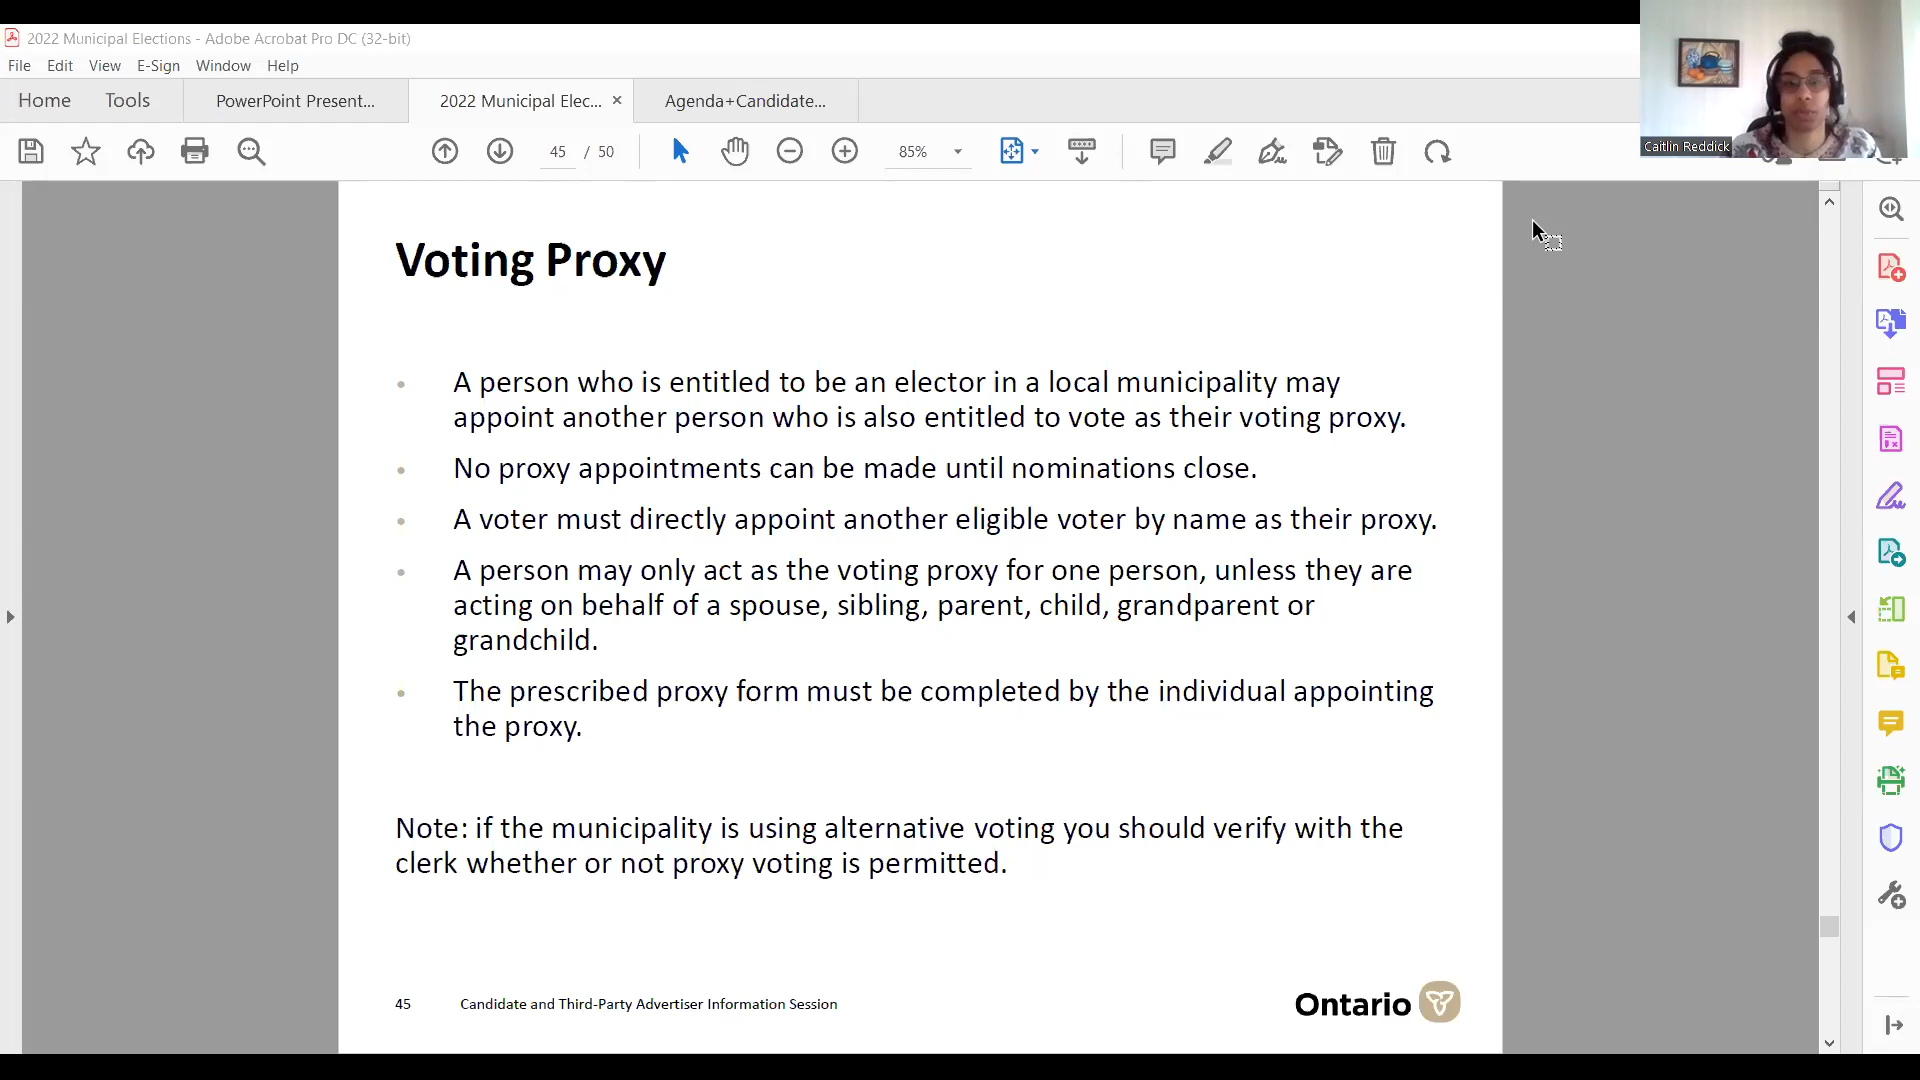 2022 Municipal Elections - Adobe Acrobat Pro DC (32-bit)
File Edit View E-Sign Window Help
Home Tools PowerPoint Present... 2022 Municipal Elec... × Agenda+Candidate...
45 / 50 85%
Caitlin Reddick
Voting Proxy
• A person who is entitled to be an elector in a local municipality may
appoint another person who is also entitled to vote as their voting proxy.
• No proxy appointments can be made until nominations close.
• A voter must directly appoint another eligible voter by name as their proxy.
• A person may only act as the voting proxy for one person, unless they are
acting on behalf of a spouse, sibling, parent, child, grandparent or
grandchild.
• The prescribed proxy form must be completed by the individual appointing
the proxy.
Note: if the municipality is using alternative voting you should verify with the
clerk whether or not proxy voting is permitted.
45 Candidate and Third-Party Advertiser Information Session
Ontario